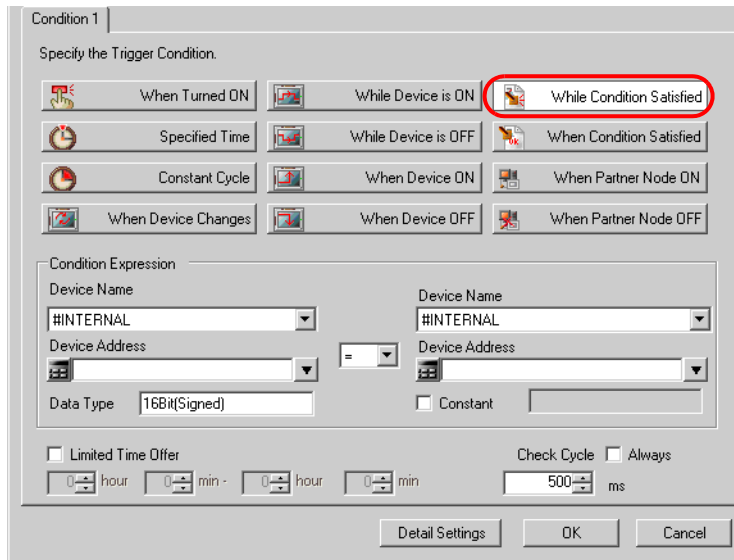 Condition 1
Specify the Trigger Condition.
When Turned ON While Device is ON While Condition Satisfied
Specified Time While Device is OFF When Condition Satisfied
Constant Cycle When Device ON When Partner Node ON
When Device Changes When Device OFF When Partner Node OFF
Condition Expression
Device Name Device Name
#INTERNAL #INTERNAL
Device Address = Device Address
Data Type 16Bit(Signed) Constant
Limited Time Offer Check Cycle Always
0 hour 0 min - 0 hour 0 min 500 ms
Detail Settings OK Cancel